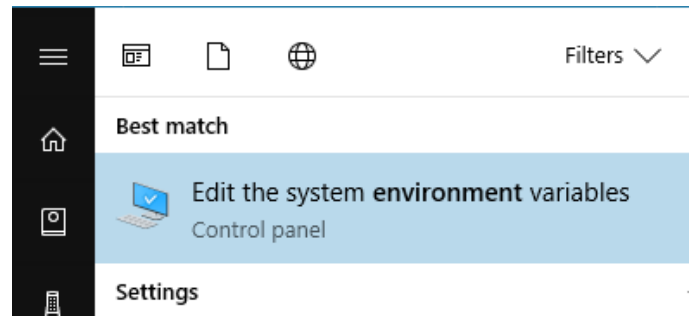 Filters
Best match
Edit the system environment variables
Control panel
Settings